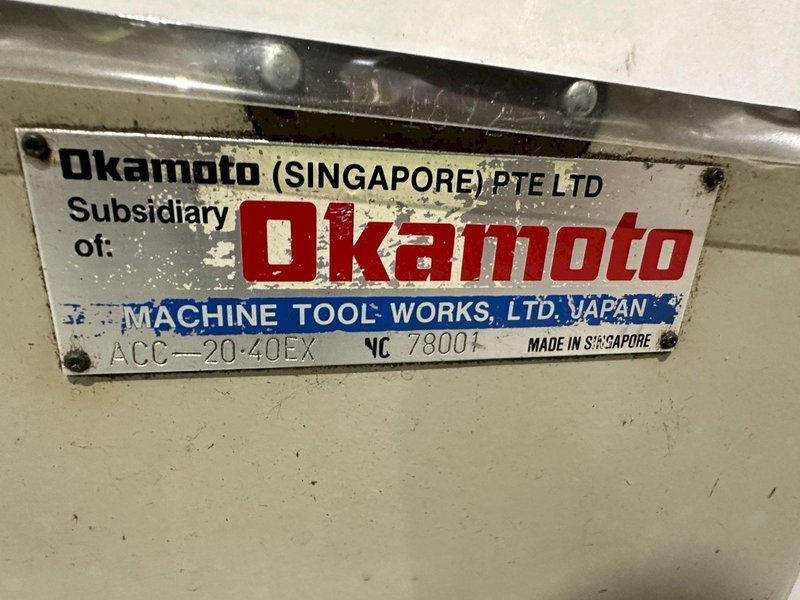 Okamoto (SINGAPORE) PTE LTD
Subsidiary of:
Okamoto
MACHINE TOOL WORKS, LTD. JAPAN
ACC-20·40EX NC 78001 MADE IN SINGAPORE